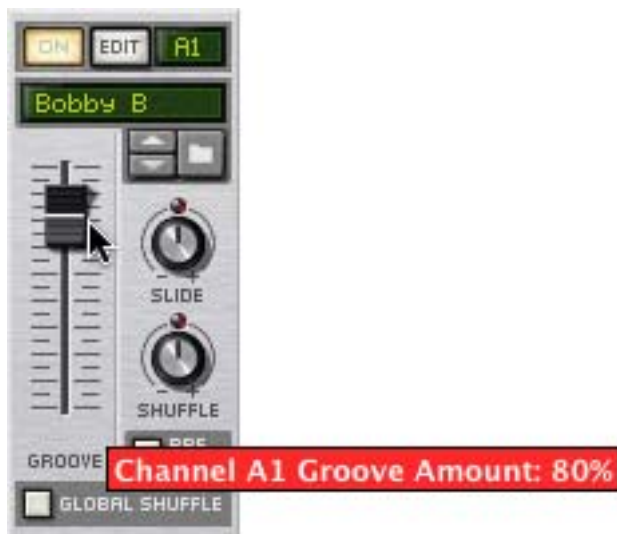 ON EDIT A1
Bobby B
SLIDE
SHUFFLE
GROOVE
Channel A1 Groove Amount: 80%
GLOBAL SHUFFLE